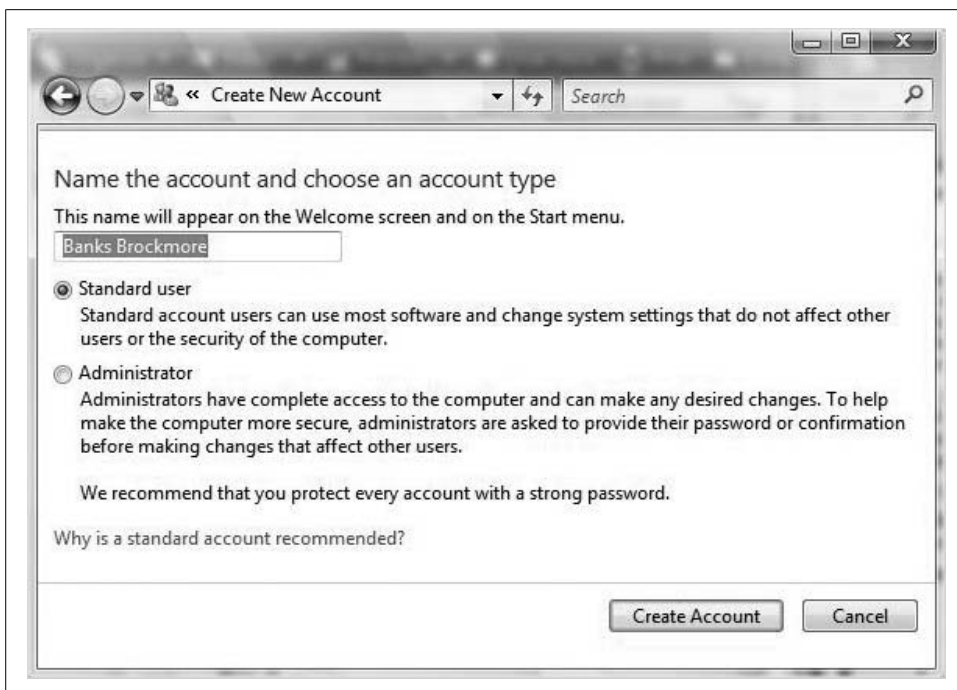 « Create New Account
Search
Name the account and choose an account type
This name will appear on the Welcome screen and on the Start menu.
Banks Brockmore
Standard user
Standard account users can use most software and change system settings that do not affect other
users or the security of the computer.
Administrator
Administrators have complete access to the computer and can make any desired changes. To help
make the computer more secure, administrators are asked to provide their password or confirmation
before making changes that affect other users.
We recommend that you protect every account with a strong password.
Why is a standard account recommended?
Create Account Cancel